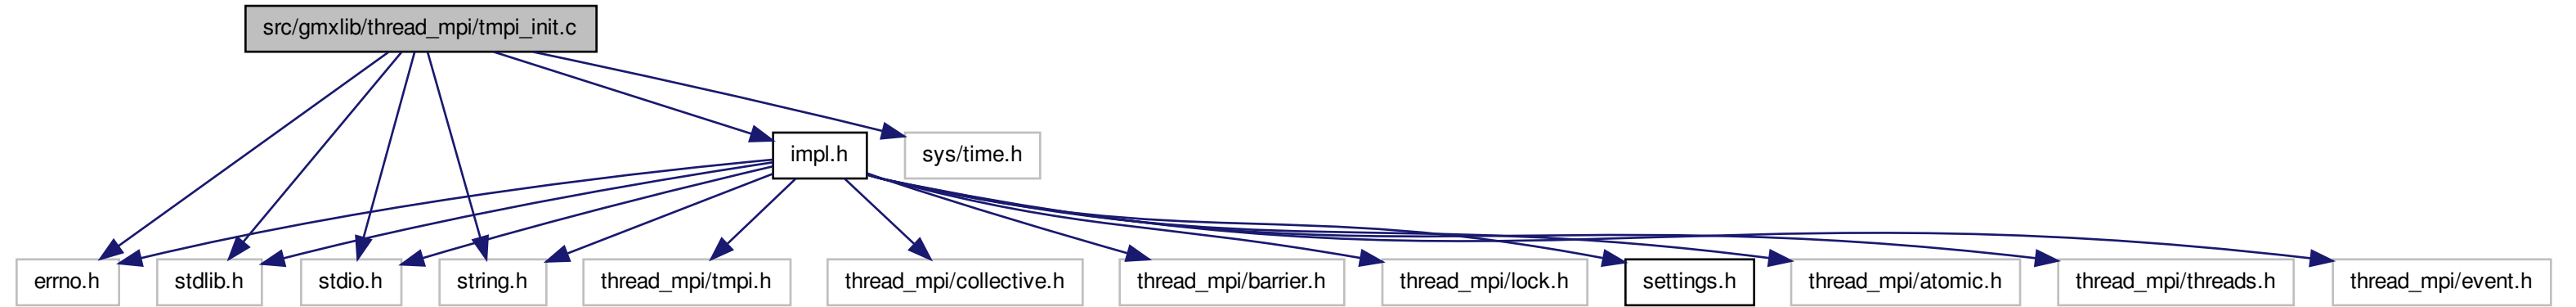 src/gmxlib/thread_mpi/tmpi_init.c
impl.h
sys/time.h
errno.h
stdlib.h
stdio.h
string.h
thread_mpi/tmpi.h
thread_mpi/collective.h
thread_mpi/barrier.h
thread_mpi/lock.h
settings.h
thread_mpi/atomic.h
thread_mpi/threads.h
thread_mpi/event.h